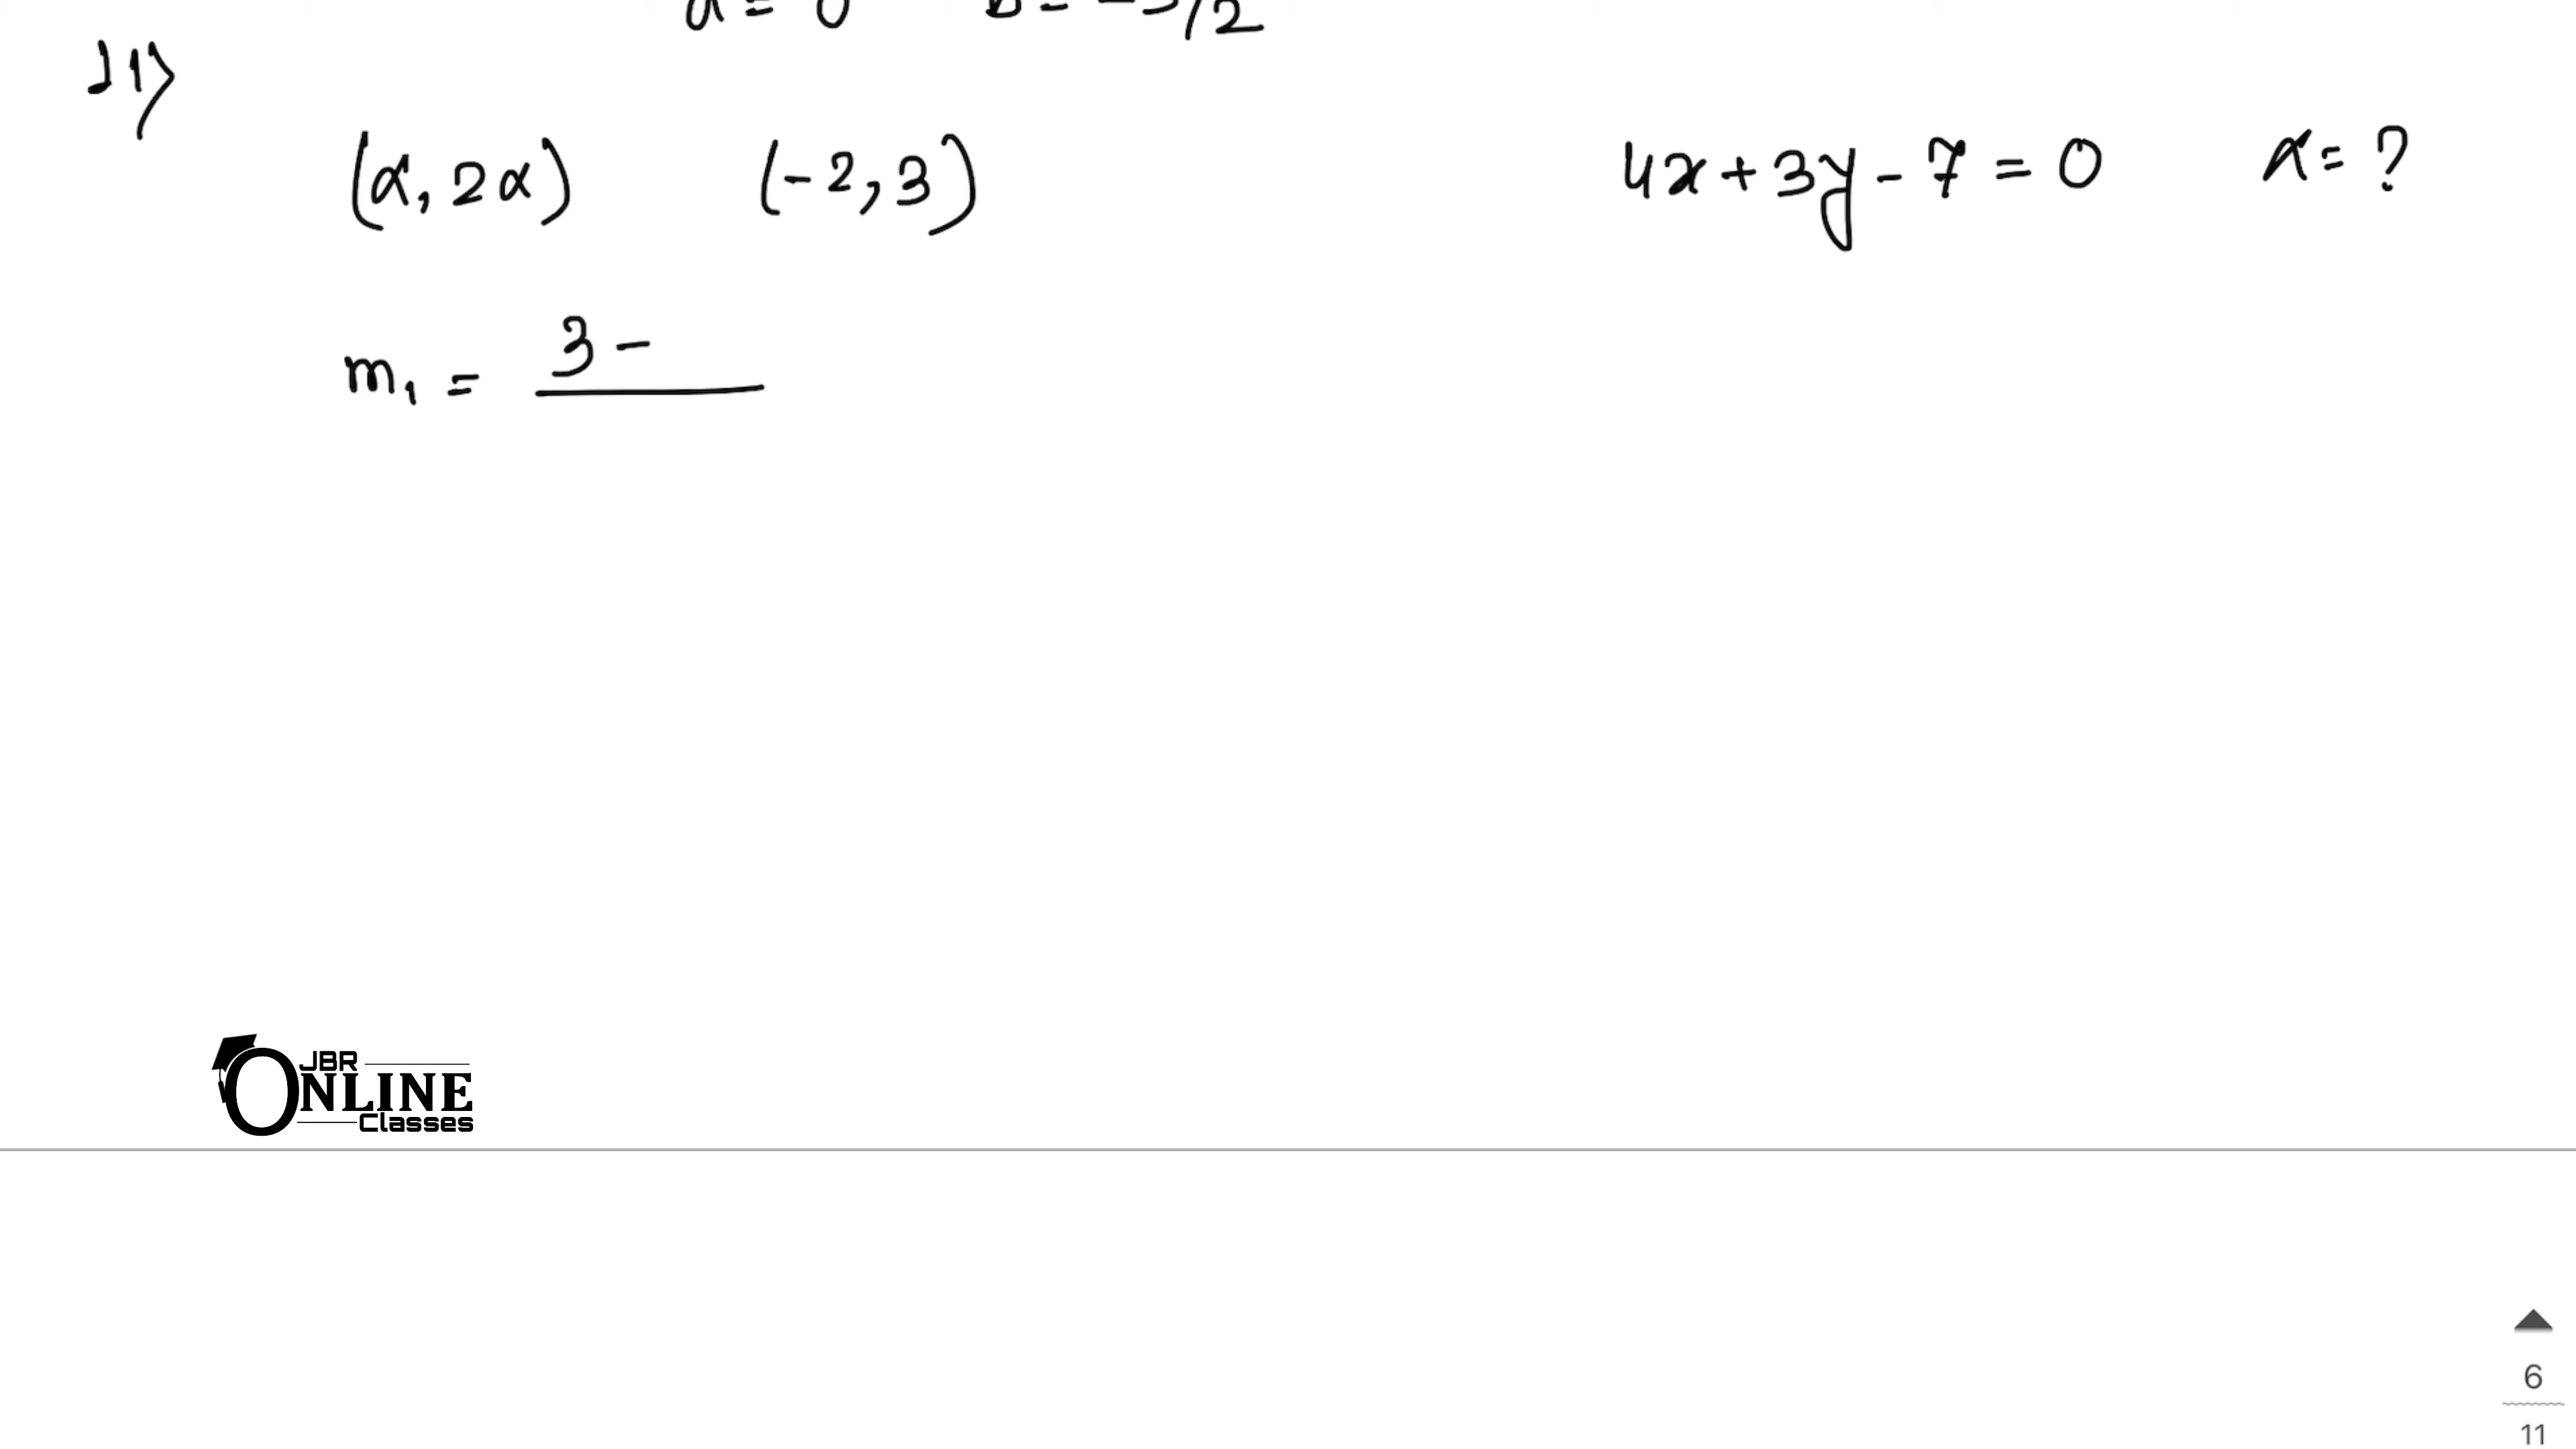 11)
(α, 2α) (-2, 3) 4x + 3y - 7 = 0 α = ?
m₁ = 3 -
JBR
ONLINE
Classes
6
11